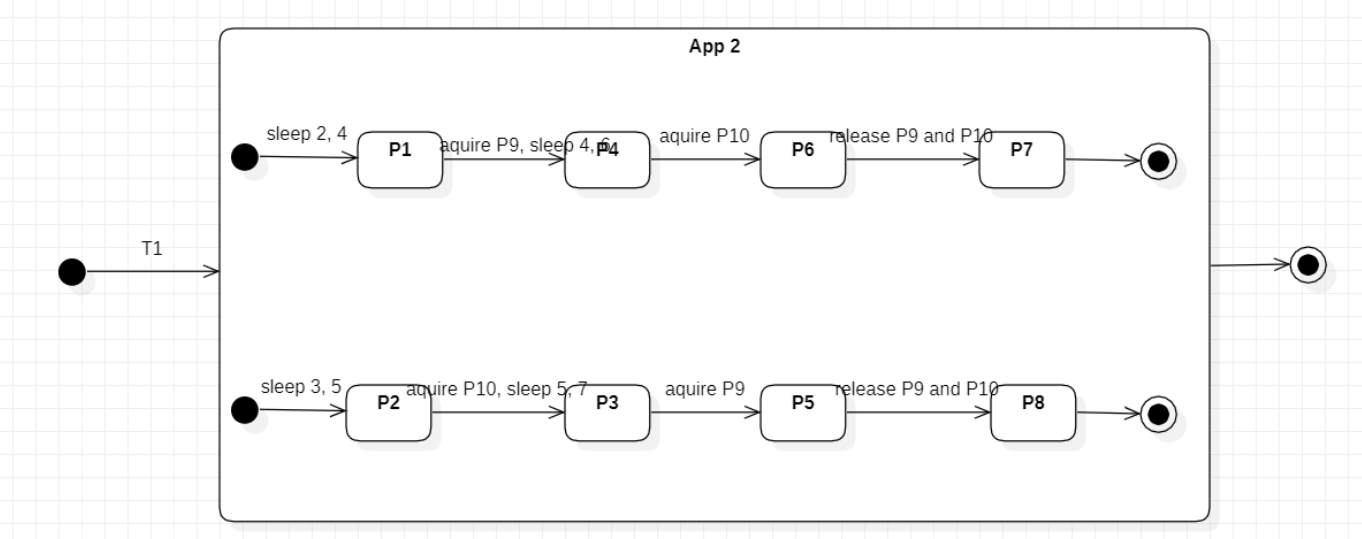 App 2
sleep 2, 4
P1
aquire P9, sleep 4, 6
P4
aquire P10
P6
release P9 and P10
P7
T1
sleep 3, 5
P2
aquire P10, sleep 5, 7
P3
aquire P9
P5
release P9 and P10
P8